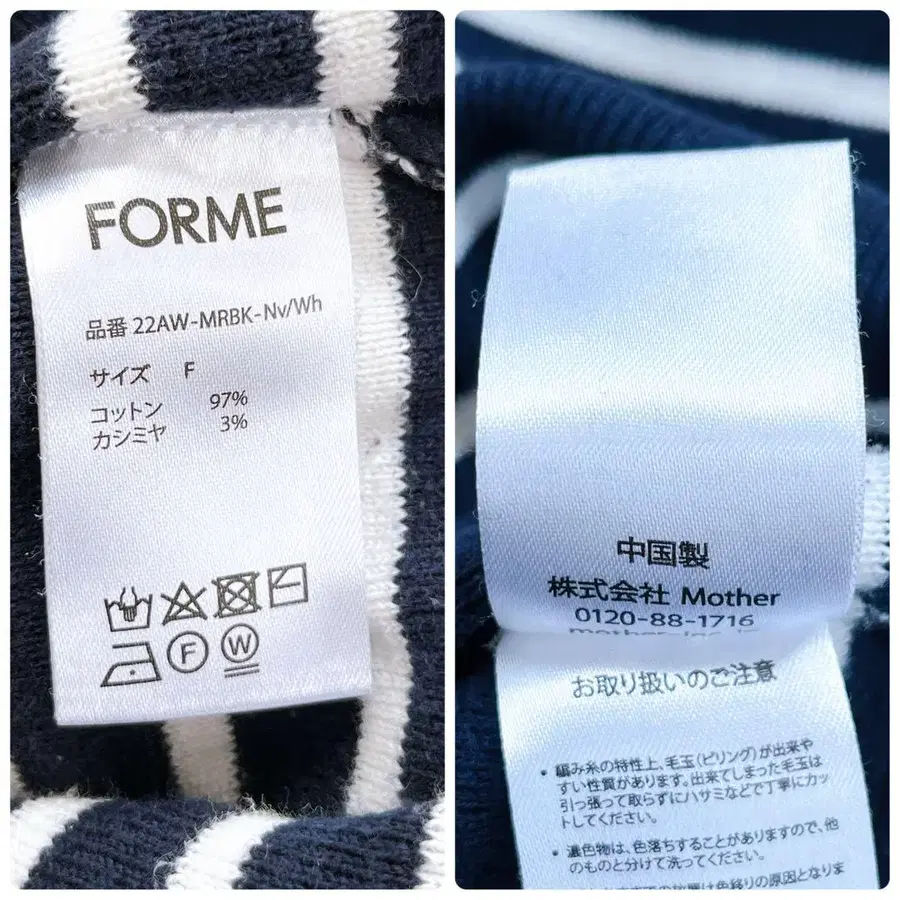 FORME
品番 22AW-MRBK-Nv/Wh
サイズ F
コットン 97%
カシミヤ 3%
F
W
中国製
株式会社 Mother
0120-88-1716
お取り扱いのご注意
• 編み糸の特性上、毛玉（ピリング）が出来や
すい性質があります。出来てしまった毛玉は
引っ張って取らずにハサミなどで丁寧にカッ
トしてください。
• 濃色物は、色落ちすることがありますので、他
のものと分けて洗ってください。